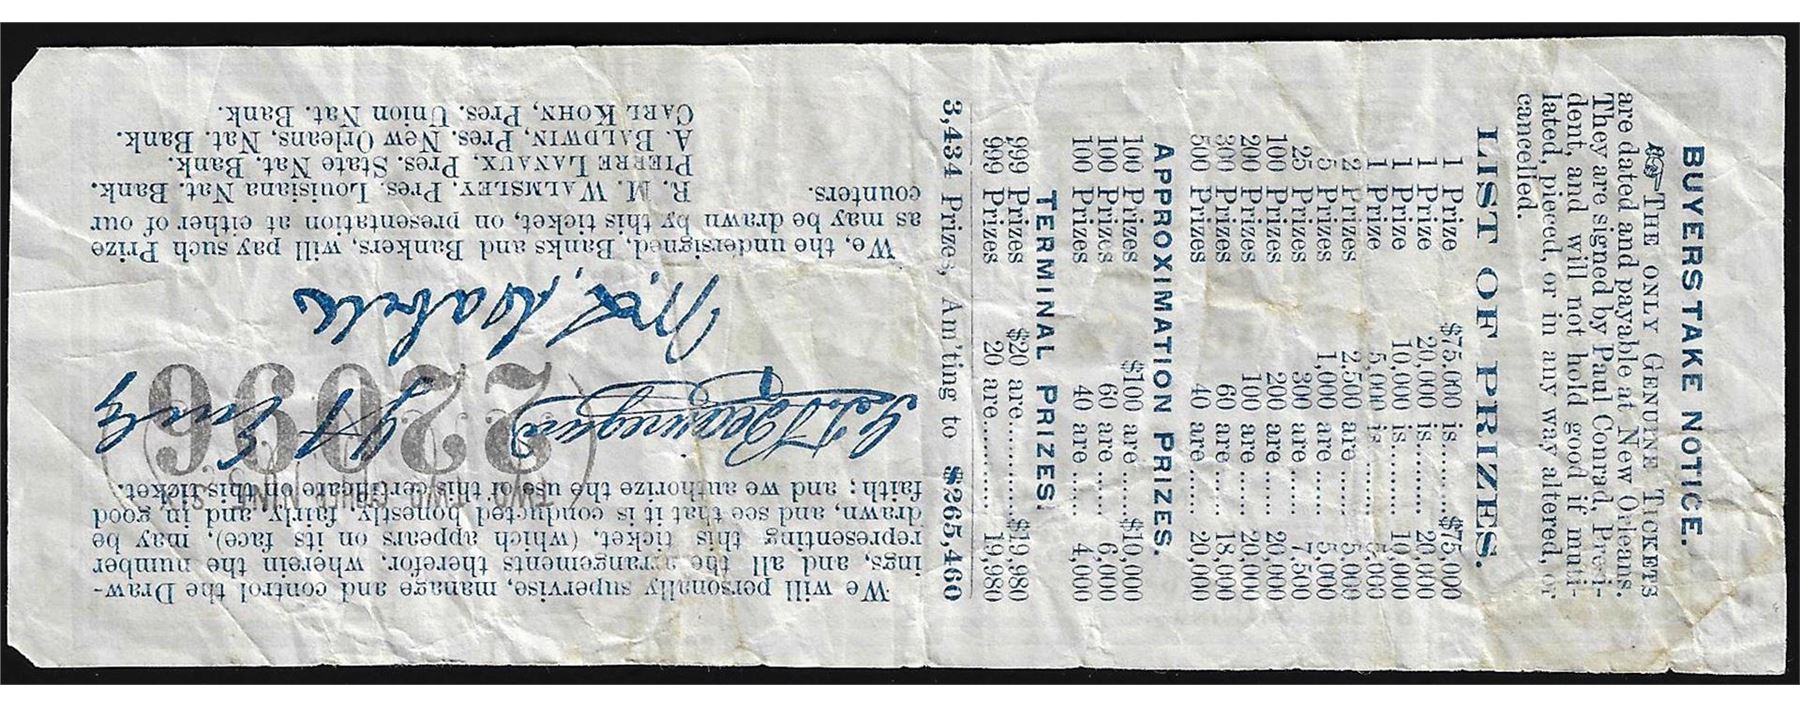 BUYERS TAKE NOTICE.
THE ONLY GENUINE TICKETS
are dated and payable at New Orleans.
They are signed by Paul Conrad, Presi-
dent, and will not hold good if muti-
lated, pieced, or in any way altered, or
cancelled.
LIST OF PRIZES.
1 Prize $75,000 is......$75,000
1 Prize 20,000 is......... 20,000
1 Prize 10,000 is......... 10,000
1 Prize 5,000 is......... 5,000
2 Prizes 2,500 are...... 5,000
5 Prizes 1,000 are...... 5,000
25 Prizes 300 are...... 7,500
100 Prizes 200 are...... 20,000
200 Prizes 100 are...... 20,000
300 Prizes 60 are...... 18,000
500 Prizes 40 are...... 20,000
APPROXIMATION PRIZES.
100 Prizes $100 are ......$10,000
100 Prizes 60 are ...... 6,000
100 Prizes 40 are ...... 4,000
TERMINAL PRIZES.
999 Prizes $20 are.........$19,980
999 Prizes 20 are......... 19,980
3,434 Prizes, Am'ting to $265,460
We will personally supervise, manage and control the Draw-
ings, and all the arrangements therefor, wherein the number
representing this ticket, (which appears on its face), may be
drawn, and see that it is conducted honestly, fairly, and in good
faith; and we authorize the use of this certificate on this ticket.
22096
G. T. Beauregard J A Early
W. L. Cabell
We, the undersigned, Banks and Bankers, will pay such Prize
as may be drawn by this ticket, on presentation at either of our
counters.
R. M. WALMSLEY, Pres. Louisiana Nat. Bank.
PIERRE LANAUX, Pres. State Nat. Bank.
A. BALDWIN, Pres. New Orleans, Nat. Bank.
CARL KOHN, Pres. Union Nat. Bank.